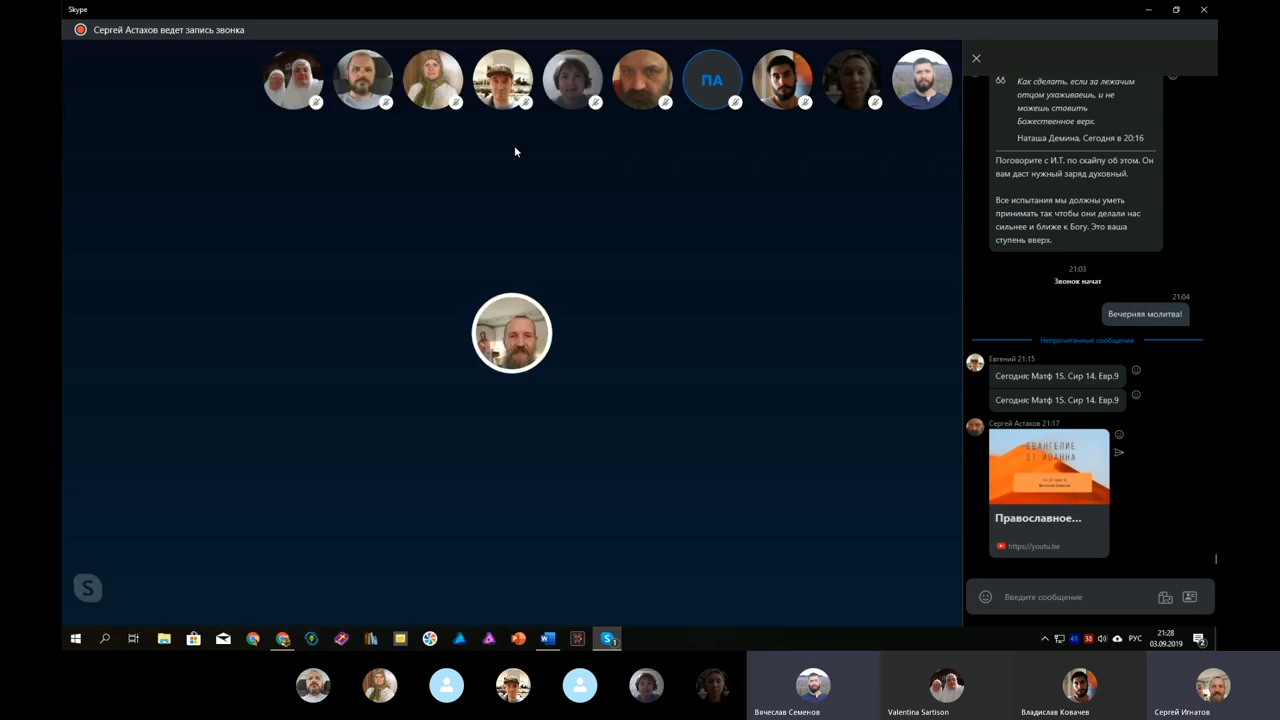 Skype
Сергей Астахов ведет запись звонка
ПА
Как сделать, если за лежачим
отцом ухаживаешь, и не
можешь ставить
Божественное верх.
Наташа Демина, Сегодня в 20:16
Поговорите с И.Т. по скайпу об этом. Он
вам даст нужный заряд духовный.
Все испытания мы должны уметь
принимать так чтобы они делали нас
сильнее и ближе к Богу. Это ваша
ступень вверх.
21:03
Звонок начат
21:04
Вечерняя молитва!
Непрочитанные сообщения
Евгений 21:15
Сегодня: Матф 15. Сир 14. Евр.9
Сегодня: Матф 15. Сир 14. Евр.9
Сергей Астахов 21:17
ЕВАНГЕЛИЕ
ОТ ИОАННА
Православное...
https://youtu.be
Введите сообщение
S
41
38
РУС
21:28
03.09.2019
2
Вячеслав Семенов
Valentina Sartison
Владислав Ковачев
Сергей Игнатов